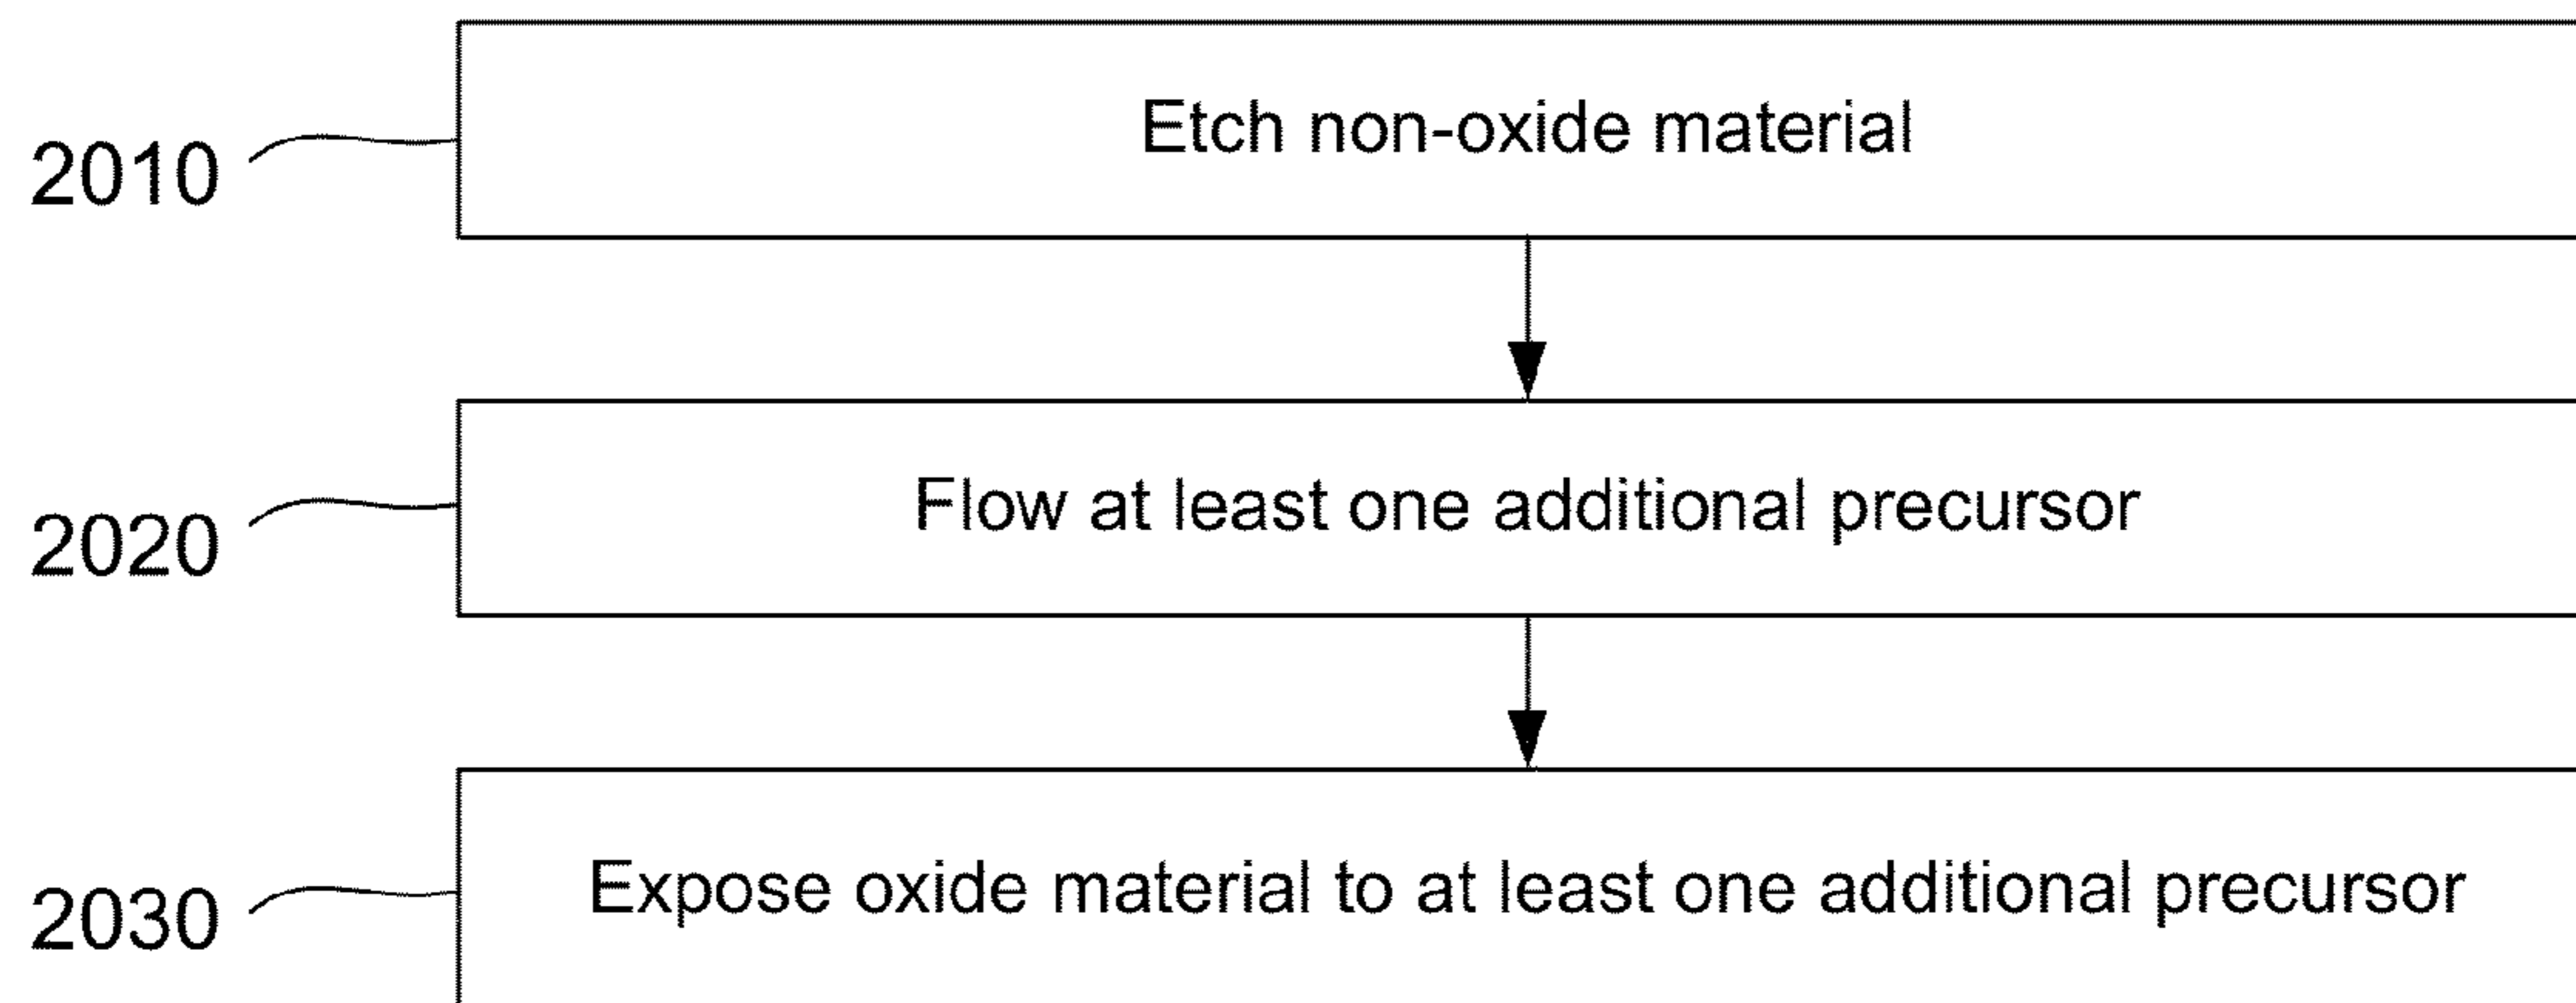 2010
Etch non-oxide material
2020
Flow at least one additional precursor
2030
Expose oxide material to at least one additional precursor